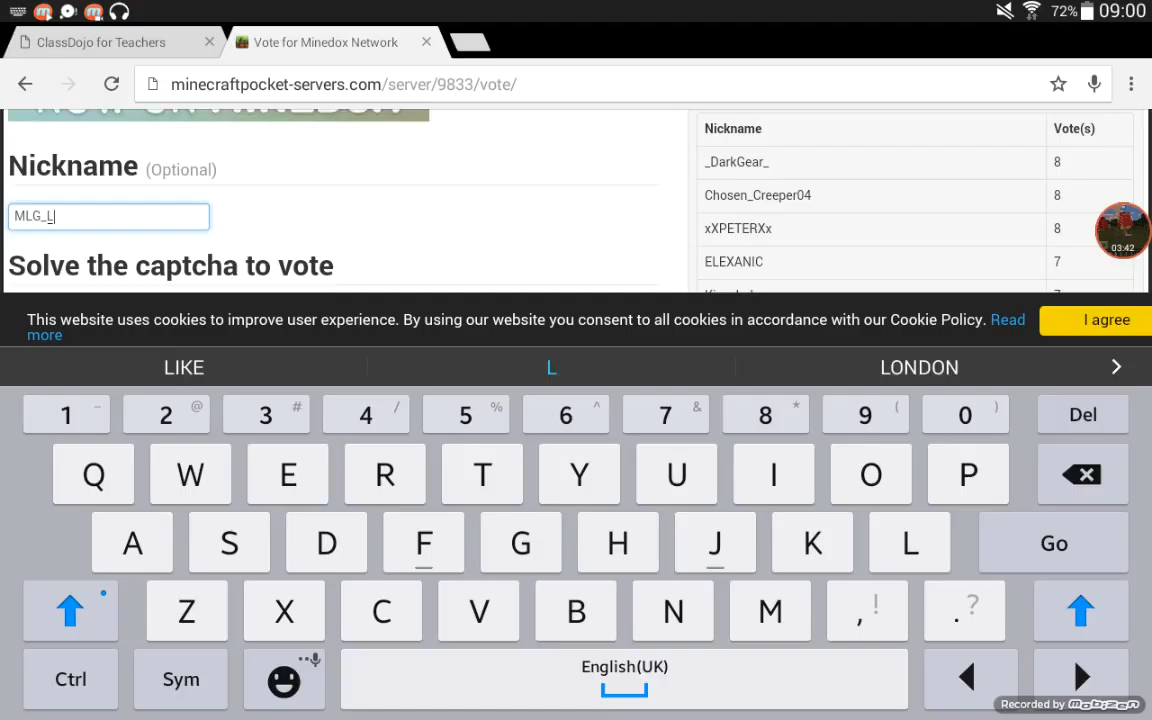 72% 09:00
ClassDojo for Teachers
Vote for Minedox Network
minecraftpocket-servers.com/server/9833/vote/
Nickname (Optional)
MLG_L
Solve the captcha to vote
Nickname Vote(s)
_DarkGear_ 8
Chosen_Creeper04 8
xXPETERXx 8
ELEXANIC 7
03:42
This website uses cookies to improve user experience. By using our website you consent to all cookies in accordance with our Cookie Policy. Read
more
I agree
LIKE L LONDON
1 - 2 @ 3 # 4 / 5 % 6 ^ 7 & 8 * 9 ( 0 ) Del
Q W E R T Y U I O P
A S D F G H J K L Go
Z X C V B N M , ! . ?
Ctrl Sym English(UK)
Recorded by mobizen